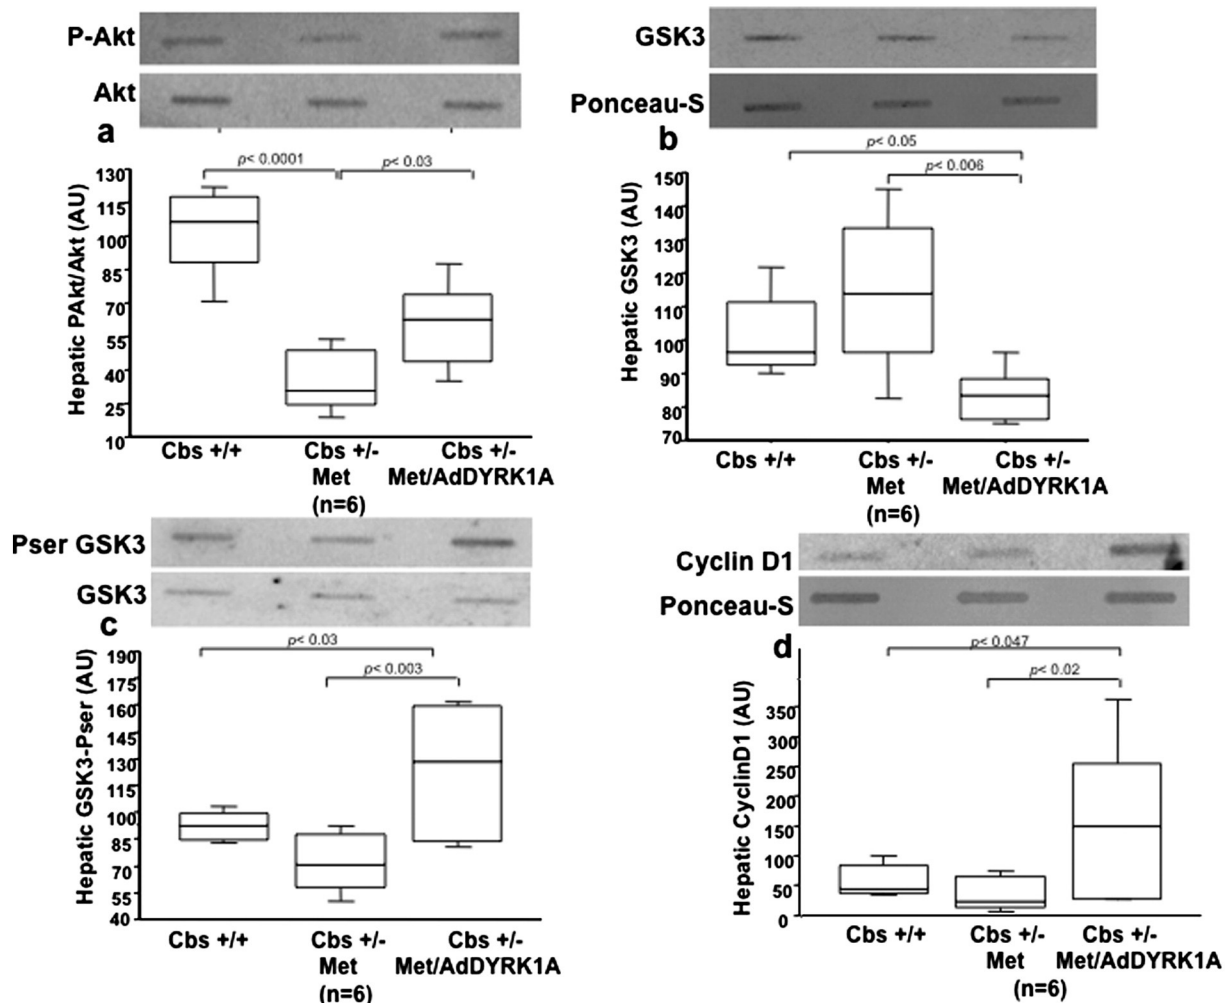 P-Akt
Akt
a
p< 0.0001
p< 0.03
Hepatic PAkt/Akt (AU)
130
115
100
85
70
55
40
25
10
Cbs +/+
Cbs +/-
Met
(n=6)
Cbs +/-
Met/AdDYRK1A
GSK3
Ponceau-S
b
p< 0.05
p< 0.006
Hepatic GSK3 (AU)
150
140
130
120
110
100
90
80
70
Cbs +/+
Cbs +/-
Met
(n=6)
Cbs +/-
Met/AdDYRK1A
Pser GSK3
GSK3
c
p< 0.03
p< 0.003
Hepatic GSK3-Pser (AU)
190
175
160
145
130
115
100
85
70
55
40
Cbs +/+
Cbs +/-
Met
(n=6)
Cbs +/-
Met/AdDYRK1A
Cyclin D1
Ponceau-S
d
p< 0.047
p< 0.02
Hepatic CyclinD1 (AU)
350
300
250
200
150
100
50
0
Cbs +/+
Cbs +/-
Met
(n=6)
Cbs +/-
Met/AdDYRK1A